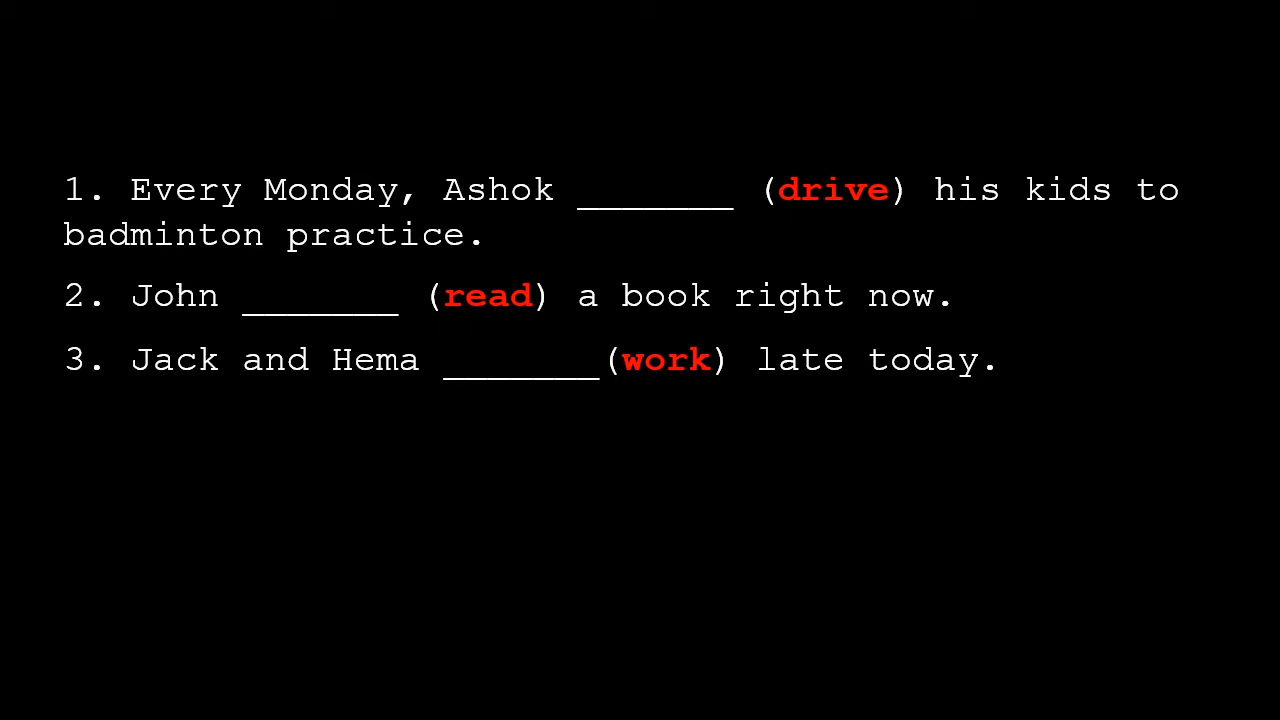 1. Every Monday, Ashok _______ (drive) his kids to
badminton practice.
2. John _______ (read) a book right now.
3. Jack and Hema _______(work) late today.